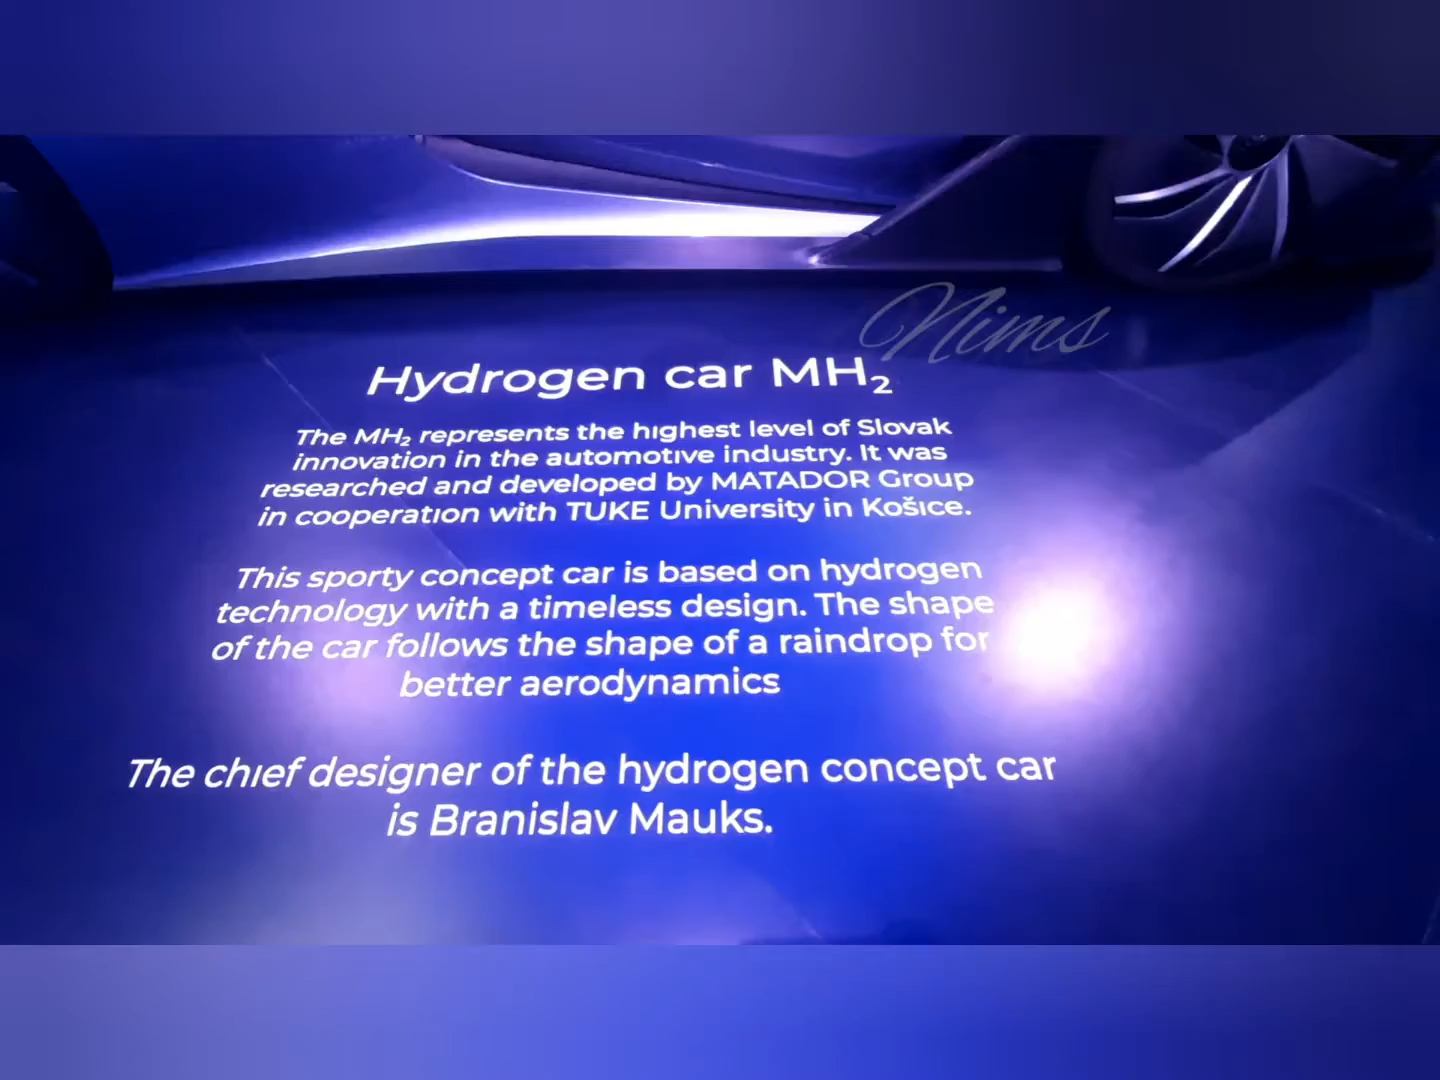 Nims
Hydrogen car MH₂
The MH₂ represents the highest level of Slovak
innovation in the automotive industry. It was
researched and developed by MATADOR Group
in cooperation with TUKE University in Košice.
This sporty concept car is based on hydrogen
technology with a timeless design. The shape
of the car follows the shape of a raindrop for
better aerodynamics
The chief designer of the hydrogen concept car
is Branislav Mauks.